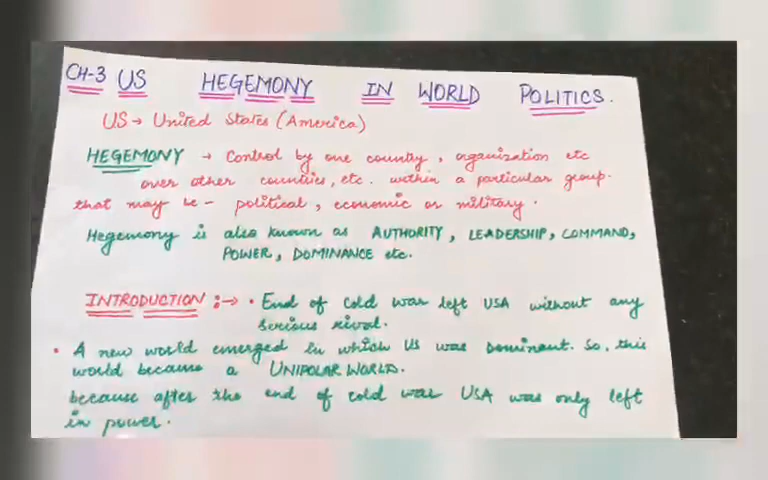 CH-3 US HEGEMONY IN WORLD POLITICS.
US → United States (America)
HEGEMONY → Control by one country, organization etc
over other countries, etc. within a particular group.
that may be - political, economic or military.
Hegemony is also known as AUTHORITY, LEADERSHIP, COMMAND,
POWER, DOMINANCE etc.
INTRODUCTION :→ • End of cold war left USA without any
serious rival.
• A new world emerged in which US was dominant. So, this
world became a UNIPOLAR WORLD.
because after the end of cold war USA was only left
in power.